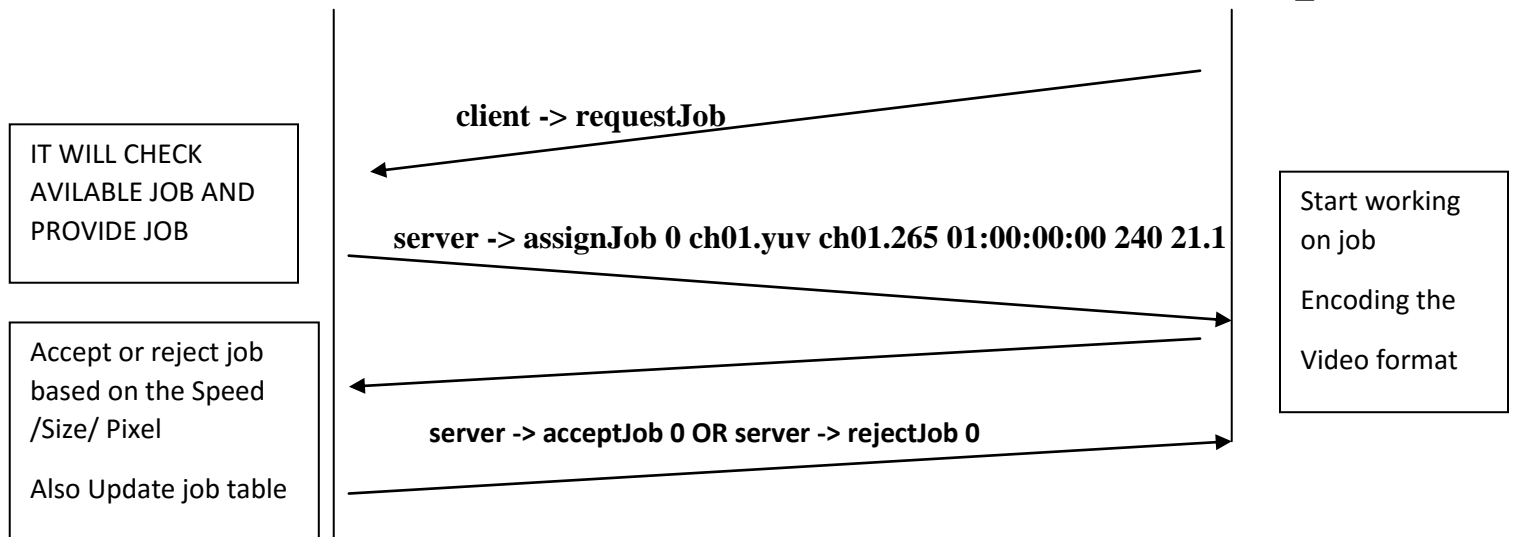 client -> requestJob
IT WILL CHECK
AVILABLE JOB AND
PROVIDE JOB
server -> assignJob 0 ch01.yuv ch01.265 01:00:00:00 240 21.1
Start working
on job
Encoding the
Video format
Accept or reject job
based on the Speed
/Size/ Pixel
Also Update job table
server -> acceptJob 0 OR server -> rejectJob 0